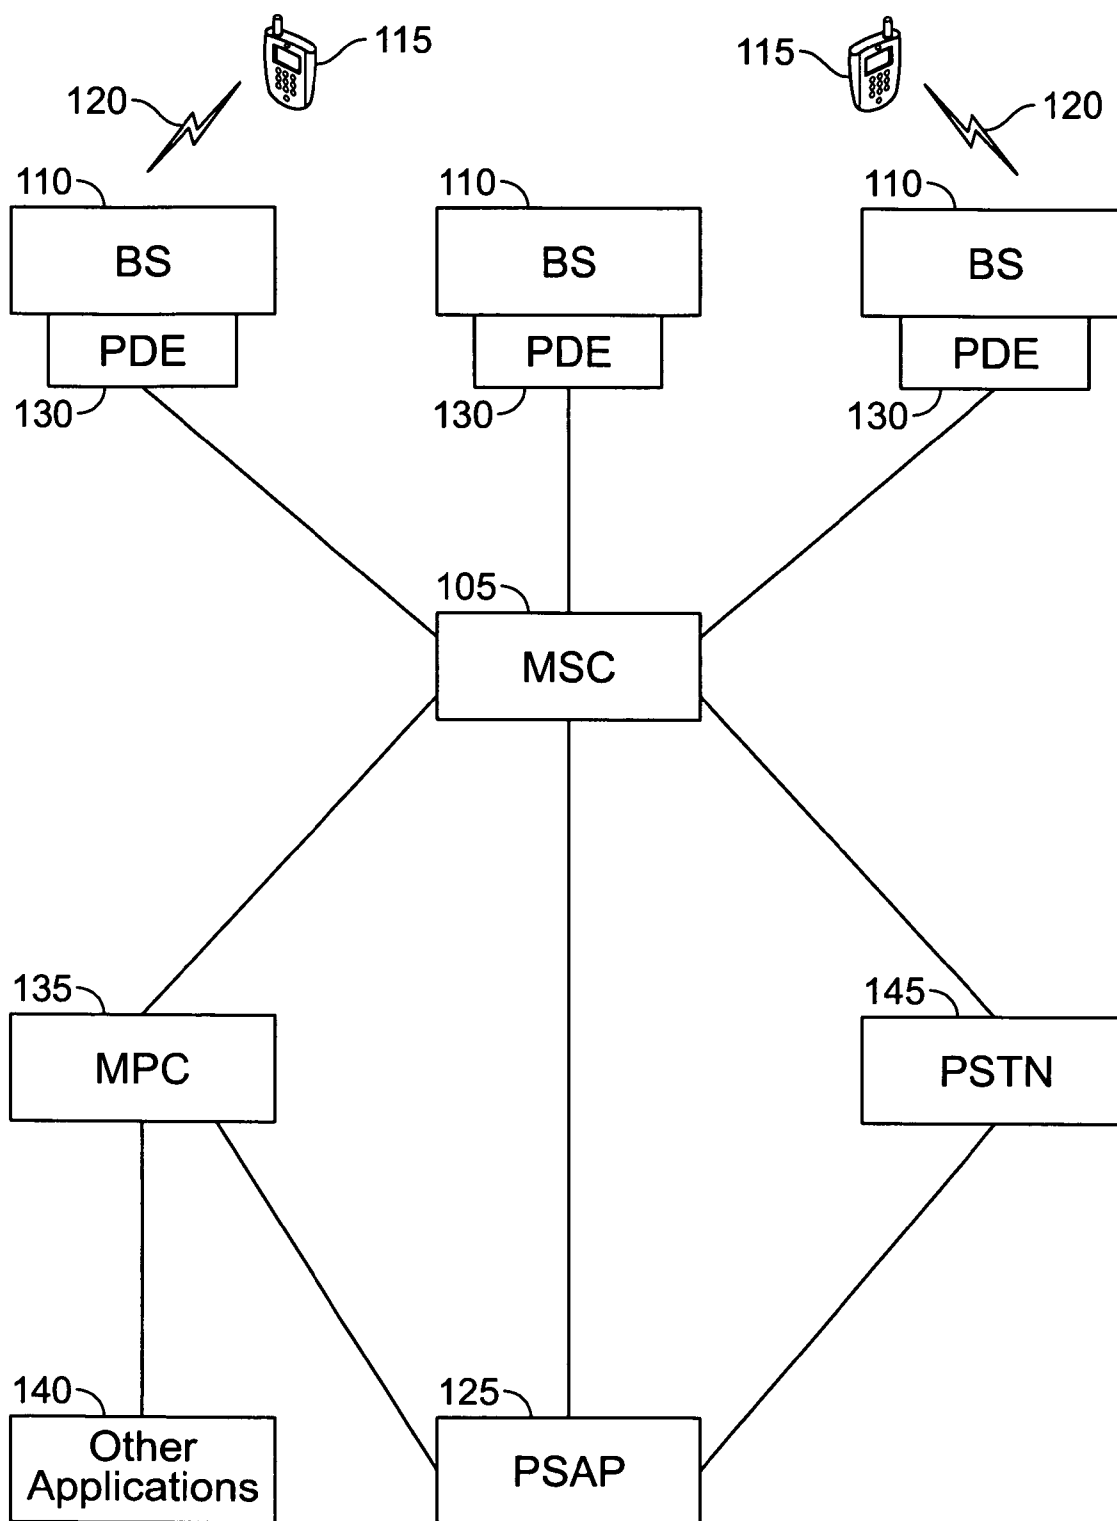 115
115
120
120
110
110
110
BS
BS
BS
PDE
PDE
PDE
130
130
130
105
MSC
135
145
MPC
PSTN
140
125
Other
Applications
PSAP